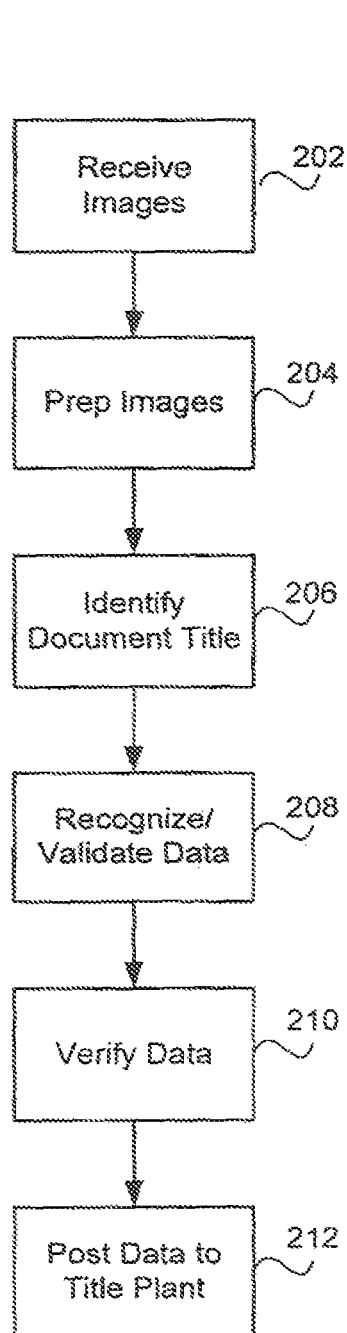 Receive
Images
202
Prep Images
204
Identify
Document Title
206
Recognize/
Validate Data
208
Verify Data
210
Post Data to
Title Plant
212